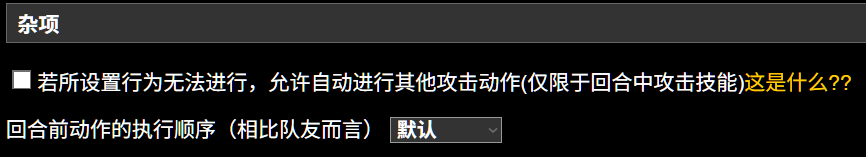 杂项
若所设置行为无法进行，允许自动进行其他攻击动作(仅限于回合中攻击技能)这是什么??
回合前动作的执行顺序（相比队友而言） 默认